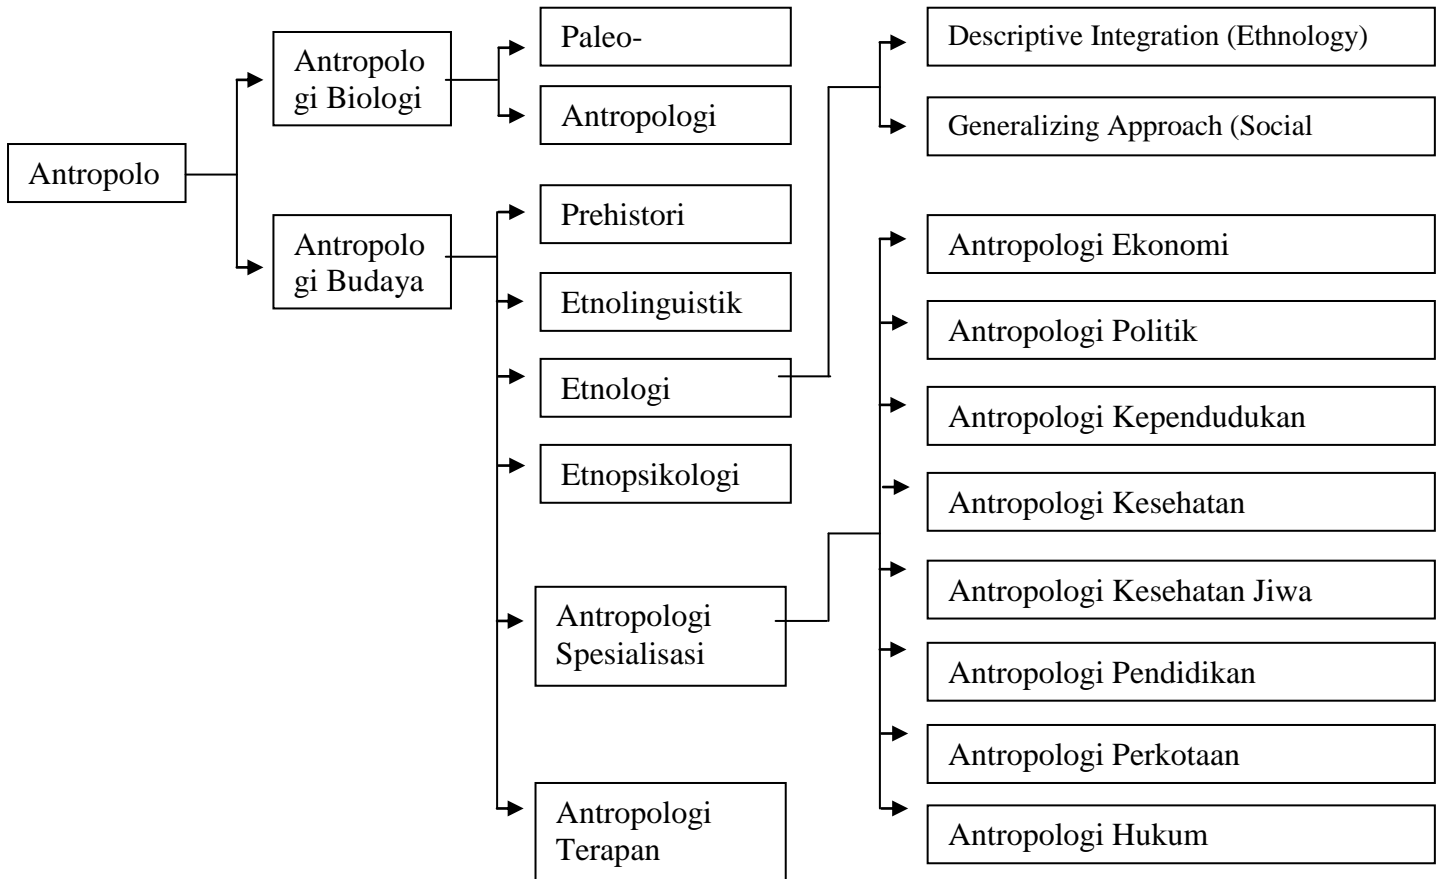 Antropolo
Antropolo
gi Biologi
Antropolo
gi Budaya
Paleo-
Antropologi
Prehistori
Etnolinguistik
Etnologi
Etnopsikologi
Antropologi
Spesialisasi
Antropologi
Terapan
Descriptive Integration (Ethnology)
Generalizing Approach (Social
Antropologi Ekonomi
Antropologi Politik
Antropologi Kependudukan
Antropologi Kesehatan
Antropologi Kesehatan Jiwa
Antropologi Pendidikan
Antropologi Perkotaan
Antropologi Hukum